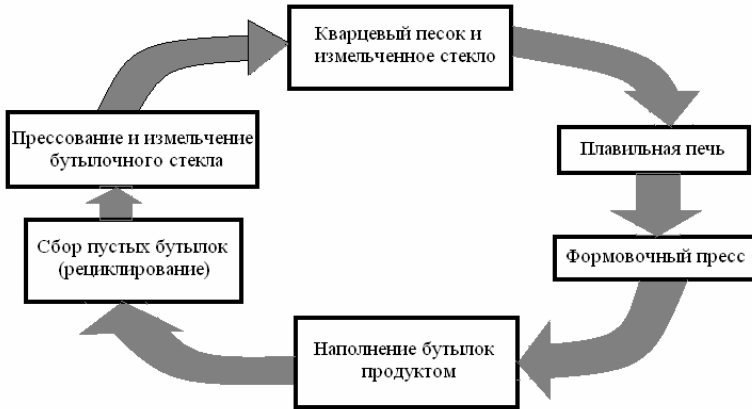 Кварцевый песок и
измельченное стекло
Плавильная печь
Формовочный пресс
Наполнение бутылок
продуктом
Сбор пустых бутылок
(рециклирование)
Прессование и измельчение
бутылочного стекла